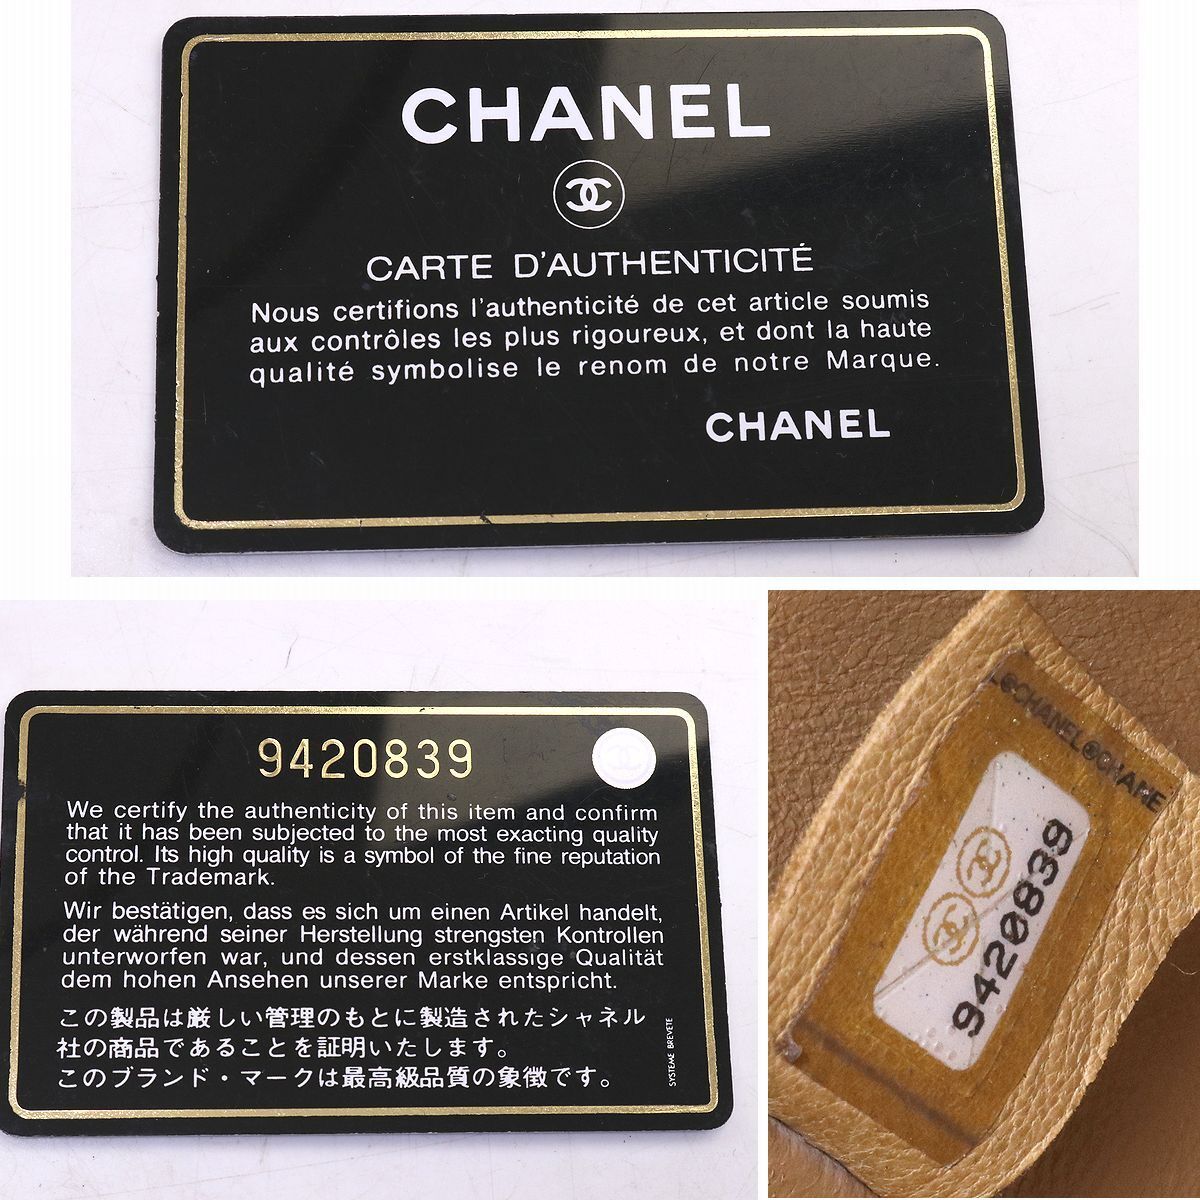 CHANEL
CARTE D'AUTHENTICITÉ
Nous certifions l'authenticité de cet article soumis
aux contrôles les plus rigoureux, et dont la haute
qualité symbolise le renom de notre Marque.
CHANEL
9420839
We certify the authenticity of this item and confirm
that it has been subjected to the most exacting quality
control. Its high quality is a symbol of the fine reputation
of the Trademark.
Wir bestätigen, dass es sich um einen Artikel handelt,
der während seiner Herstellung strengsten Kontrollen
unterworfen war, und dessen erstklassige Qualität
dem hohen Ansehen unserer Marke entspricht.
この製品は厳しい管理のもとに製造されたシャネル
社の商品であることを証明いたします。
このブランド・マークは最高級品質の象徴です。
SYSTEME BREVETE
L®CHANEL®CHANE
9420839